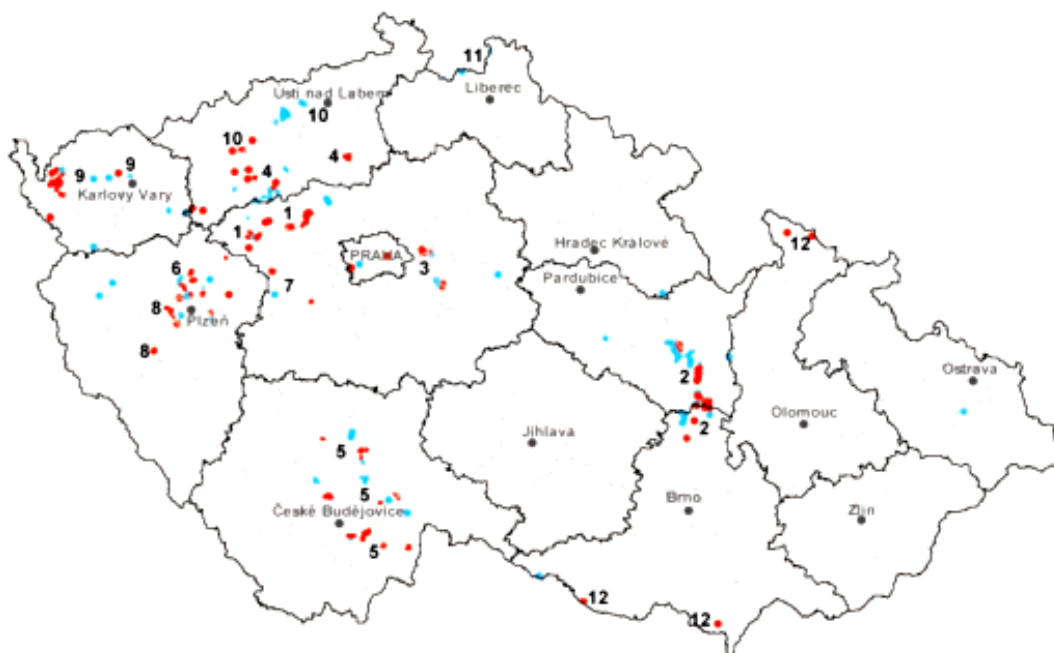 11
Ústí nad Labem
Liberec
10
10
4
4
9
9
Karlovy Vary
1
1
12
Hradec Králové
PRAHA
3
6
Pardubice
7
8
Plzeň
8
2
Ostrava
Olomouc
2
Jihlava
5
5
Brno
Zlín
České Budějovice
5
12
12